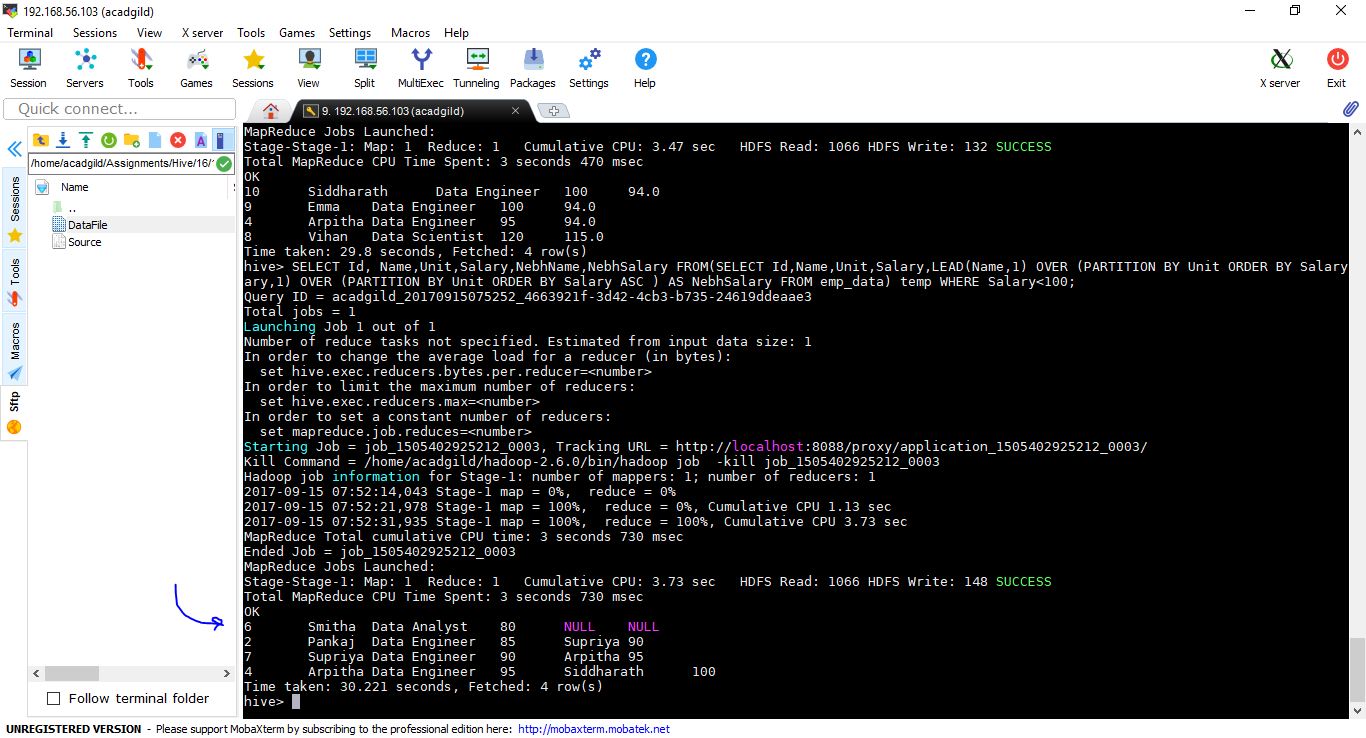 192.168.56.103 (acadgild)
Terminal Sessions View X server Tools Games Settings Macros Help
Session Servers Tools Games Sessions View Split MultiExec Tunneling Packages Settings Help X server Exit
Quick connect...
9. 192.168.56.103 (acadgild)
/home/acadgild/Assignments/Hive/16/
Name
..
DataFile
Source
Sessions
Tools
Macros
Sftp
MapReduce Jobs Launched:
Stage-Stage-1: Map: 1  Reduce: 1   Cumulative CPU: 3.47 sec   HDFS Read: 1066 HDFS Write: 132 SUCCESS
Total MapReduce CPU Time Spent: 3 seconds 470 msec
OK
10      Siddharath      Data Engineer   100     94.0
9       Emma    Data Engineer   100     94.0
4       Arpitha Data Engineer   95      94.0
8       Vihan   Data Scientist  120     115.0
Time taken: 29.8 seconds, Fetched: 4 row(s)
hive> SELECT Id, Name,Unit,Salary,NebhName,NebhSalary FROM(SELECT Id,Name,Unit,Salary,LEAD(Name,1) OVER (PARTITION BY Unit ORDER BY Salary
ary,1) OVER (PARTITION BY Unit ORDER BY Salary ASC ) AS NebhSalary FROM emp_data) temp WHERE Salary<100;
Query ID = acadgild_20170915075252_4663921f-3d42-4cb3-b735-24619ddeaae3
Total jobs = 1
Launching Job 1 out of 1
Number of reduce tasks not specified. Estimated from input data size: 1
In order to change the average load for a reducer (in bytes):
  set hive.exec.reducers.bytes.per.reducer=<number>
In order to limit the maximum number of reducers:
  set hive.exec.reducers.max=<number>
In order to set a constant number of reducers:
  set mapreduce.job.reduces=<number>
Starting Job = job_1505402925212_0003, Tracking URL = http://localhost:8088/proxy/application_1505402925212_0003/
Kill Command = /home/acadgild/hadoop-2.6.0/bin/hadoop job  -kill job_1505402925212_0003
Hadoop job information for Stage-1: number of mappers: 1; number of reducers: 1
2017-09-15 07:52:14,043 Stage-1 map = 0%,  reduce = 0%
2017-09-15 07:52:21,978 Stage-1 map = 100%,  reduce = 0%, Cumulative CPU 1.13 sec
2017-09-15 07:52:31,935 Stage-1 map = 100%,  reduce = 100%, Cumulative CPU 3.73 sec
MapReduce Total cumulative CPU time: 3 seconds 730 msec
Ended Job = job_1505402925212_0003
MapReduce Jobs Launched:
Stage-Stage-1: Map: 1  Reduce: 1   Cumulative CPU: 3.73 sec   HDFS Read: 1066 HDFS Write: 148 SUCCESS
Total MapReduce CPU Time Spent: 3 seconds 730 msec
OK
6       Smitha  Data Analyst    80      NULL    NULL
2       Pankaj  Data Engineer   85      Supriya 90
7       Supriya Data Engineer   90      Arpitha 95
4       Arpitha Data Engineer   95      Siddharath      100
Time taken: 30.221 seconds, Fetched: 4 row(s)
hive>
Follow terminal folder
UNREGISTERED VERSION - Please support MobaXterm by subscribing to the professional edition here: http://mobaxterm.mobatek.net